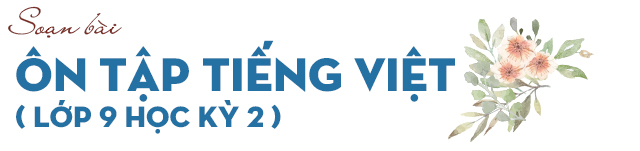 Soạn bài
ÔN TẬP TIẾNG VIỆT
( LỚP 9 HỌC KỲ 2 )